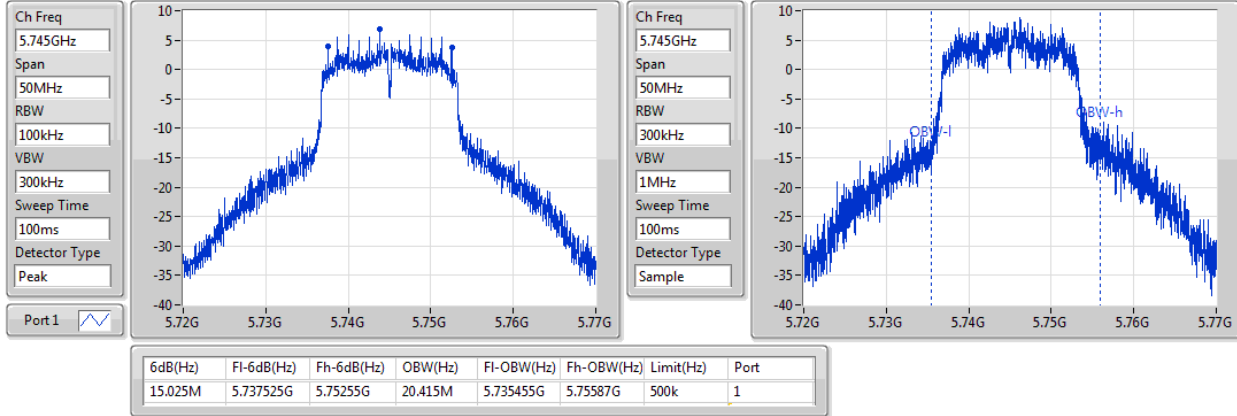 Ch Freq
5.745GHz
Span
50MHz
RBW
100kHz
VBW
300kHz
Sweep Time
100ms
Detector Type
Peak
Port 1
10
5
0
-5
-10
-15
-20
-25
-30
-35
-40
5.72G 5.73G 5.74G 5.75G 5.76G 5.77G
Ch Freq
5.745GHz
Span
50MHz
RBW
300kHz
VBW
1MHz
Sweep Time
100ms
Detector Type
Sample
10
5
0
-5
-10
-15
-20
-25
-30
-35
-40
OBW-l
OBW-h
5.72G 5.73G 5.74G 5.75G 5.76G 5.77G
6dB(Hz) Fl-6dB(Hz) Fh-6dB(Hz) OBW(Hz) Fl-OBW(Hz) Fh-OBW(Hz) Limit(Hz) Port
15.025M 5.737525G 5.75255G 20.415M 5.735455G 5.75587G 500k 1